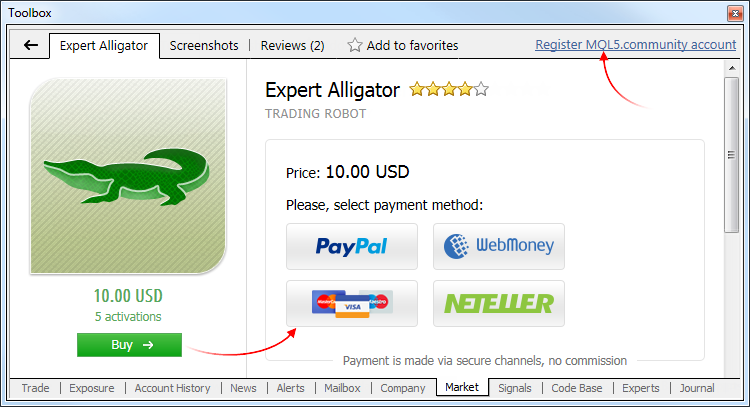 Toolbox
Expert Alligator Screenshots Reviews (2) Add to favorites Register MQL5.community account
Expert Alligator
TRADING ROBOT
Price: 10.00 USD
Please, select payment method:
PayPal WebMoney
MasterCard VISA Maestro NETELLER
Payment is made via secure channels, no commission
10.00 USD
5 activations
Buy
Trade Exposure Account History News Alerts Mailbox Company Market Signals Code Base Experts Journal